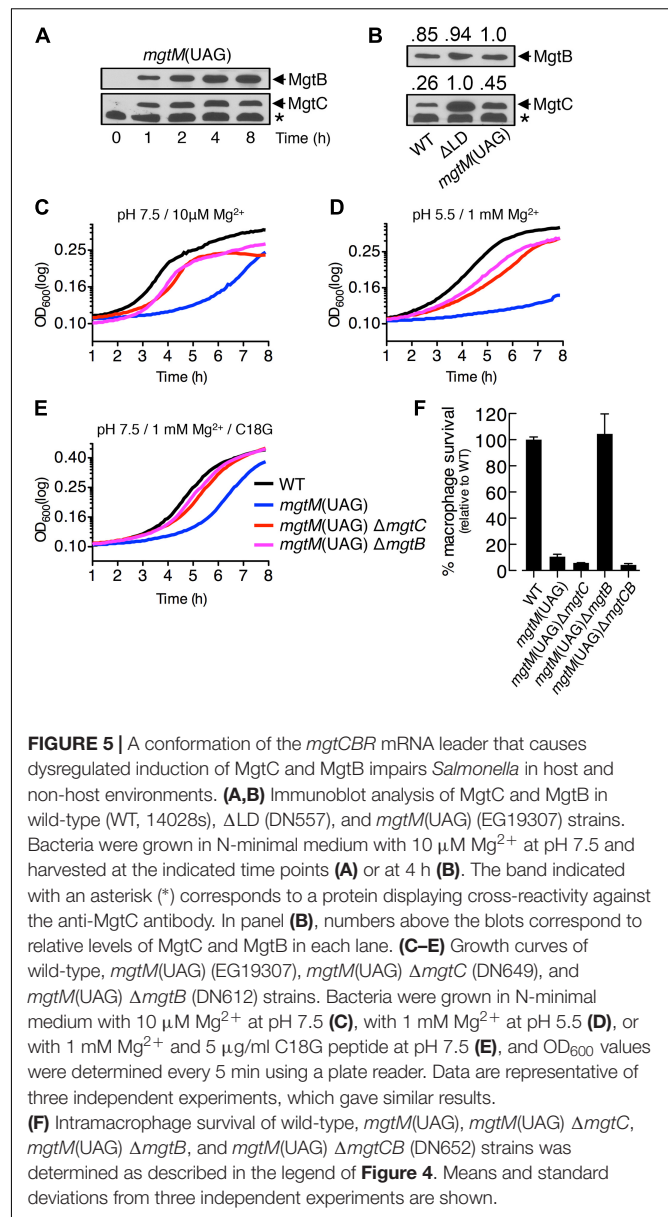 A
mgtM(UAG)
MgtB
MgtC
*
0 1 2 4 8 Time (h)
B
.85 .94 1.0
MgtB
.26 1.0 .45
MgtC
*
WT
ΔLD
mgtM(UAG)
C
pH 7.5 / 10µM Mg²⁺
OD₆₀₀(log)
0.25
0.16
0.10
1 2 3 4 5 6 7 8
Time (h)
D
pH 5.5 / 1 mM Mg²⁺
OD₆₀₀(log)
0.25
0.16
0.10
1 2 3 4 5 6 7 8
Time (h)
E
pH 7.5 / 1 mM Mg²⁺ / C18G
OD₆₀₀(log)
0.40
0.25
0.16
0.10
1 2 3 4 5 6 7 8
Time (h)
WT
mgtM(UAG)
mgtM(UAG) ΔmgtC
mgtM(UAG) ΔmgtB
F
% macrophage survival
(relative to WT)
120
100
80
60
40
20
0
WT
mgtM(UAG)
mgtM(UAG)ΔmgtC
mgtM(UAG)ΔmgtB
mgtM(UAG)ΔmgtCB
FIGURE 5 | A conformation of the mgtCBR mRNA leader that causes
dysregulated induction of MgtC and MgtB impairs Salmonella in host and
non-host environments. (A,B) Immunoblot analysis of MgtC and MgtB in
wild-type (WT, 14028s), ΔLD (DN557), and mgtM(UAG) (EG19307) strains.
Bacteria were grown in N-minimal medium with 10 µM Mg²⁺ at pH 7.5 and
harvested at the indicated time points (A) or at 4 h (B). The band indicated
with an asterisk (*) corresponds to a protein displaying cross-reactivity against
the anti-MgtC antibody. In panel (B), numbers above the blots correspond to
relative levels of MgtC and MgtB in each lane. (C–E) Growth curves of
wild-type, mgtM(UAG) (EG19307), mgtM(UAG) ΔmgtC (DN649), and
mgtM(UAG) ΔmgtB (DN612) strains. Bacteria were grown in N-minimal
medium with 10 µM Mg²⁺ at pH 7.5 (C), with 1 mM Mg²⁺ at pH 5.5 (D), or
with 1 mM Mg²⁺ and 5 µg/ml C18G peptide at pH 7.5 (E), and OD₆₀₀ values
were determined every 5 min using a plate reader. Data are representative of
three independent experiments, which gave similar results.
(F) Intramacrophage survival of wild-type, mgtM(UAG), mgtM(UAG) ΔmgtC,
mgtM(UAG) ΔmgtB, and mgtM(UAG) ΔmgtCB (DN652) strains was
determined as described in the legend of Figure 4. Means and standard
deviations from three independent experiments are shown.